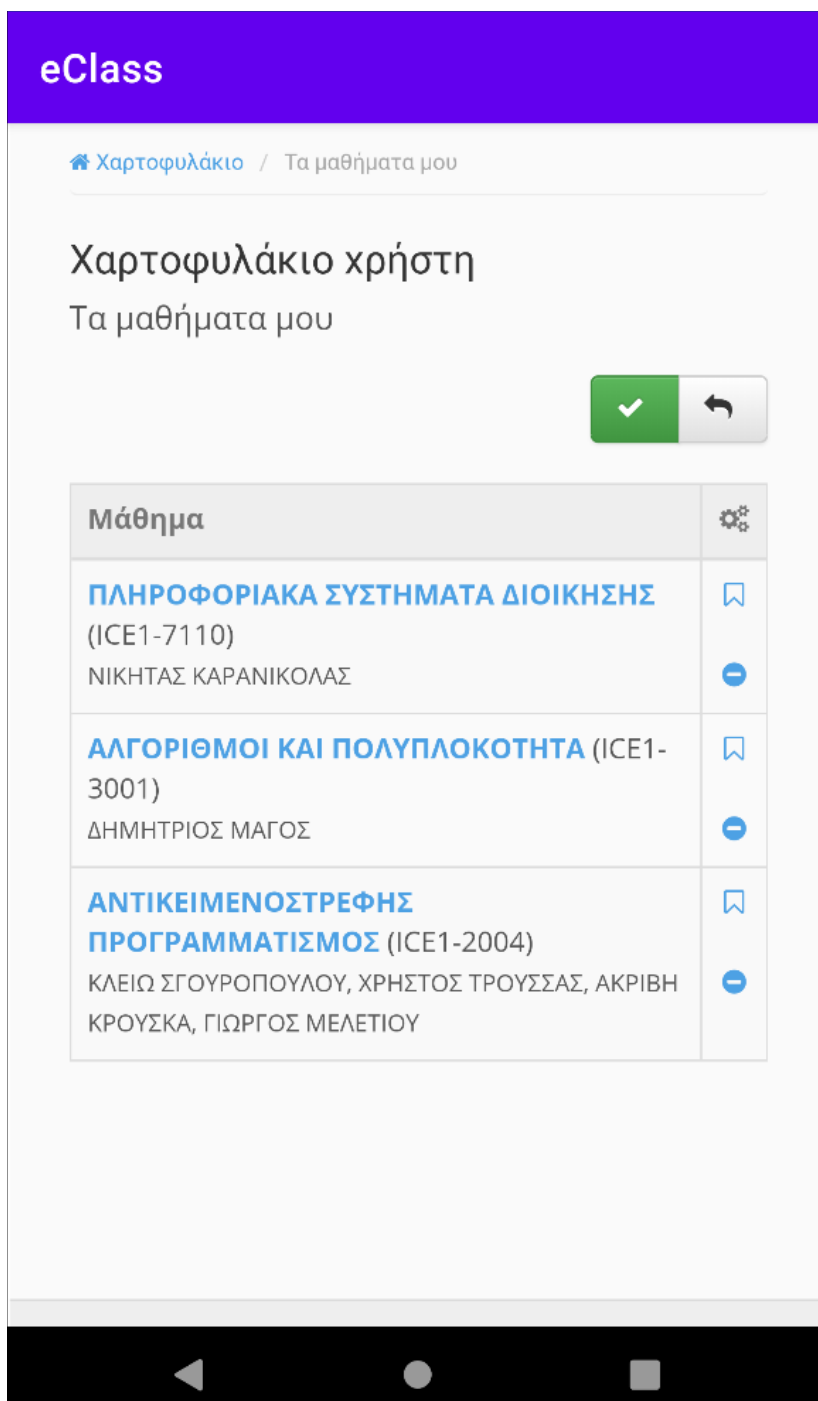 eClass
Χαρτοφυλάκιο / Τα μαθήματα μου
Χαρτοφυλάκιο χρήστη
Τα μαθήματα μου
Μάθημα
ΠΛΗΡΟΦΟΡΙΑΚΑ ΣΥΣΤΗΜΑΤΑ ΔΙΟΙΚΗΣΗΣ
(ICE1-7110)
ΝΙΚΗΤΑΣ ΚΑΡΑΝΙΚΟΛΑΣ
ΑΛΓΟΡΙΘΜΟΙ ΚΑΙ ΠΟΛΥΠΛΟΚΟΤΗΤΑ (ICE1-
3001)
ΔΗΜΗΤΡΙΟΣ ΜΑΓΟΣ
ΑΝΤΙΚΕΙΜΕΝΟΣΤΡΕΦΗΣ
ΠΡΟΓΡΑΜΜΑΤΙΣΜΟΣ (ICE1-2004)
ΚΛΕΙΩ ΣΓΟΥΡΟΠΟΥΛΟΥ, ΧΡΗΣΤΟΣ ΤΡΟΥΣΣΑΣ, ΑΚΡΙΒΗ
ΚΡΟΥΣΚΑ, ΓΙΩΡΓΟΣ ΜΕΛΕΤΙΟΥ